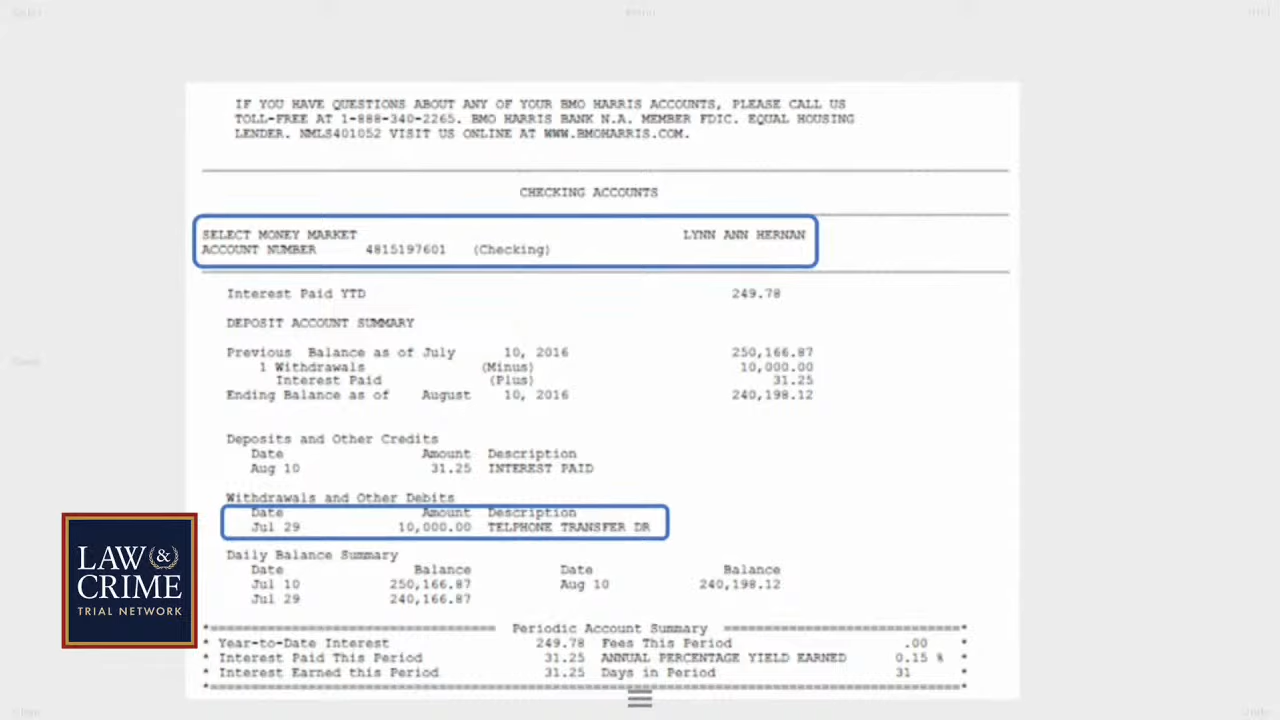 IF YOU HAVE QUESTIONS ABOUT ANY OF YOUR BMO HARRIS ACCOUNTS, PLEASE CALL US
TOLL-FREE AT 1-888-340-2265. BMO HARRIS BANK N.A. MEMBER FDIC. EQUAL HOUSING
LENDER. NMLS401052 VISIT US ONLINE AT WWW.BMOHARRIS.COM.
CHECKING ACCOUNTS
SELECT MONEY MARKET LYNN ANN HERNAN
ACCOUNT NUMBER 4815197601 (Checking)
Interest Paid YTD 249.78
DEPOSIT ACCOUNT SUMMARY
Previous Balance as of July 10, 2016 250,166.87
1 Withdrawals (Minus) 10,000.00
Interest Paid (Plus) 31.25
Ending Balance as of August 10, 2016 240,198.12
Deposits and Other Credits
Date Amount Description
Aug 10 31.25 INTEREST PAID
Withdrawals and Other Debits
Date Amount Description
Jul 29 10,000.00 TELPHONE TRANSFER DR
Daily Balance Summary
Date Balance Date Balance
Jul 10 250,166.87 Aug 10 240,198.12
Jul 29 240,166.87
Periodic Account Summary
* Year-to-Date Interest 249.78 Fees This Period .00 *
* Interest Paid This Period 31.25 ANNUAL PERCENTAGE YIELD EARNED 0.15 % *
* Interest Earned this Period 31.25 Days in Period 31 *
LAW &
CRIME
TRIAL NETWORK